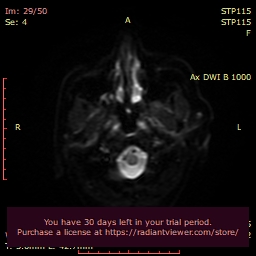 Im: 29/50
Se: 4
A
STP115
STP115
F
Ax DWI B 1000
R
L
You have 30 days left in your trial period.
Purchase a license at https://radiantviewer.com/store/